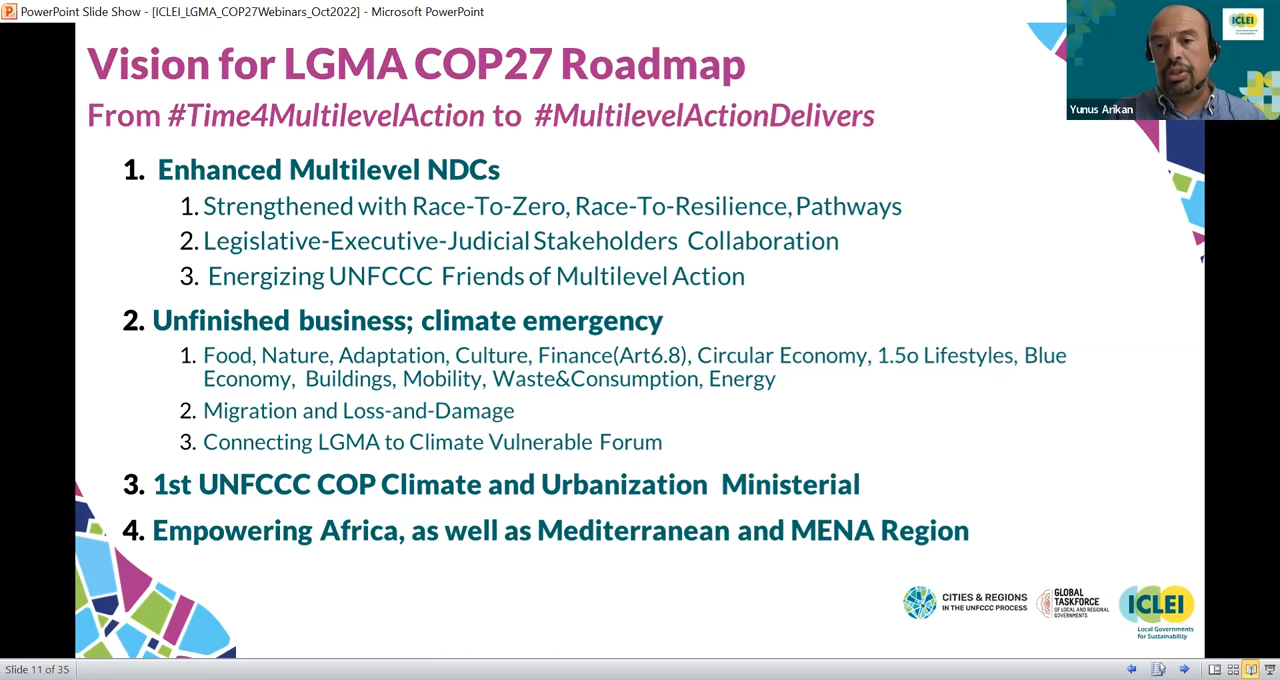 PowerPoint Slide Show - [ICLEI_LGMA_COP27Webinars_Oct2022] - Microsoft PowerPoint
Vision for LGMA COP27 Roadmap
From #Time4MultilevelAction to #MultilevelActionDelivers
ICLEI
Yunus Arikan
1. Enhanced Multilevel NDCs
1. Strengthened with Race-To-Zero, Race-To-Resilience, Pathways
2. Legislative-Executive-Judicial Stakeholders Collaboration
3. Energizing UNFCCC Friends of Multilevel Action
2. Unfinished business; climate emergency
1. Food, Nature, Adaptation, Culture, Finance(Art6.8), Circular Economy, 1.5o Lifestyles, Blue
Economy, Buildings, Mobility, Waste&Consumption, Energy
2. Migration and Loss-and-Damage
3. Connecting LGMA to Climate Vulnerable Forum
3. 1st UNFCCC COP Climate and Urbanization Ministerial
4. Empowering Africa, as well as Mediterranean and MENA Region
CITIES & REGIONS
IN THE UNFCCC PROCESS
GLOBAL
TASKFORCE
OF LOCAL AND REGIONAL
GOVERNMENTS
ICLEI
Local Governments
for Sustainability
Slide 11 of 35